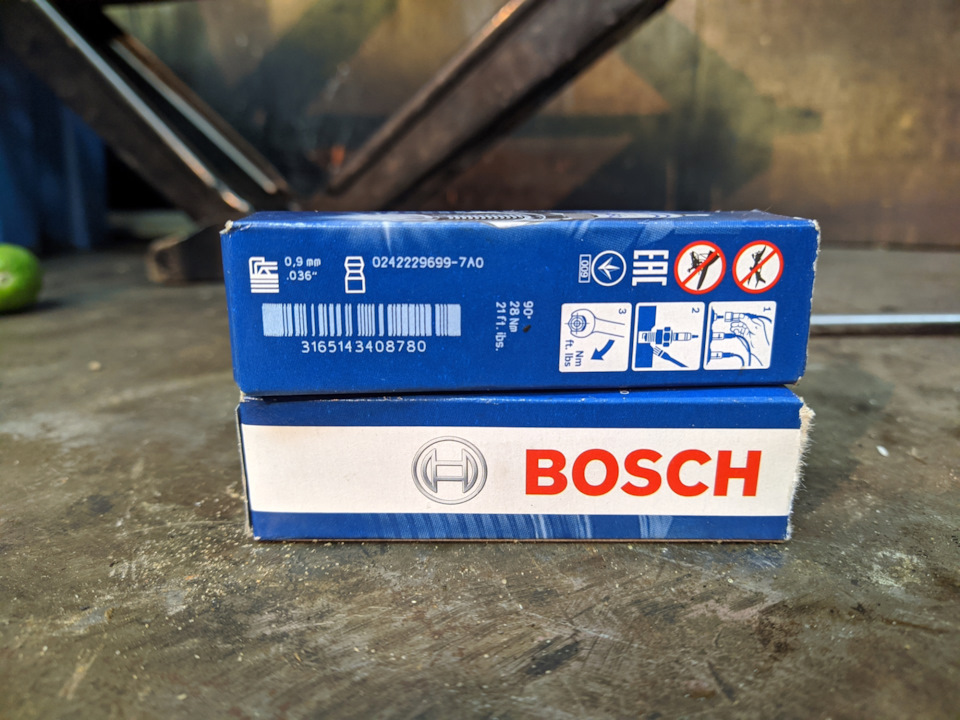 0,9 mm
.036"
0242229699-7A0
3165143408780
90°
28 Nm
21 ft. lbs.
009
EAC
3
Nm
ft. lbs
2
1
BOSCH